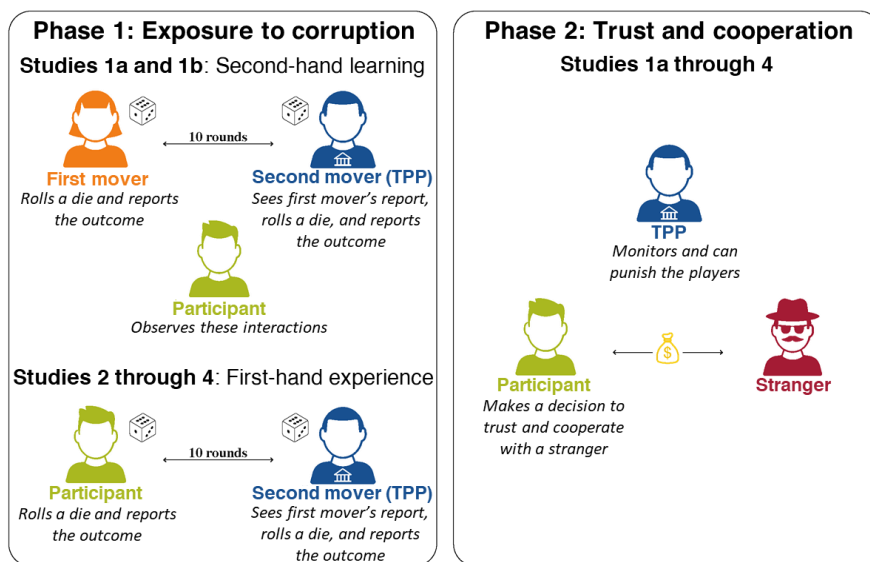 Phase 1: Exposure to corruption
Studies 1a and 1b: Second-hand learning
10 rounds
First mover
Rolls a die and reports
the outcome
Second mover (TPP)
Sees first mover's report,
rolls a die, and reports
the outcome
Participant
Observes these interactions
Studies 2 through 4: First-hand experience
10 rounds
Participant
Rolls a die and reports
the outcome
Second mover (TPP)
Sees first mover's report,
rolls a die, and reports
the outcome
Phase 2: Trust and cooperation
Studies 1a through 4
TPP
Monitors and can
punish the players
$
Participant
Makes a decision to
trust and cooperate
with a stranger
Stranger